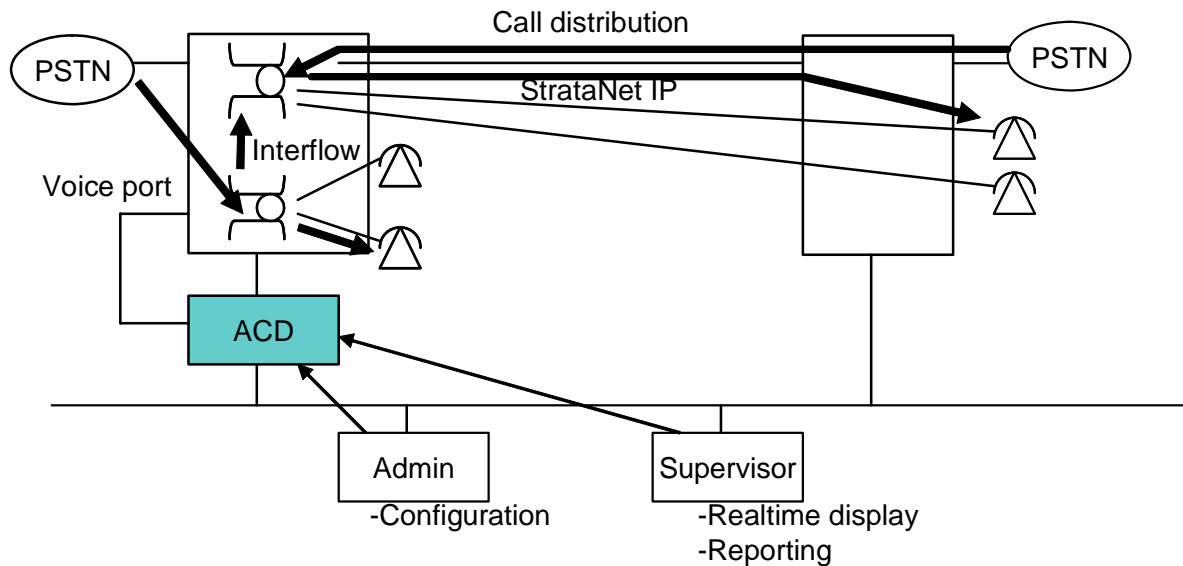 Call distribution
PSTN
PSTN
StrataNet IP
Interflow
Voice port
ACD
Admin
Supervisor
-Configuration
-Realtime display
-Reporting